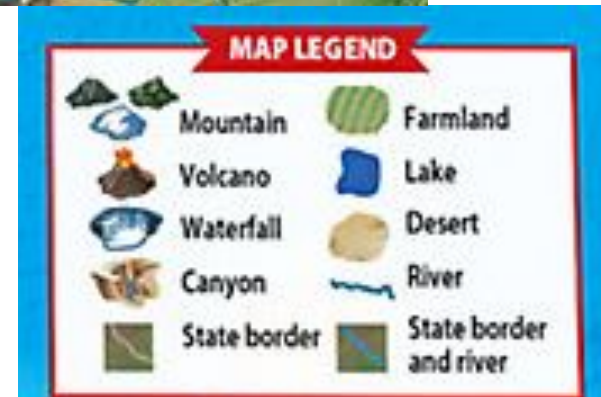 MAP LEGEND
Mountain
Volcano
Waterfall
Canyon
State border
Farmland
Lake
Desert
River
State border
and river